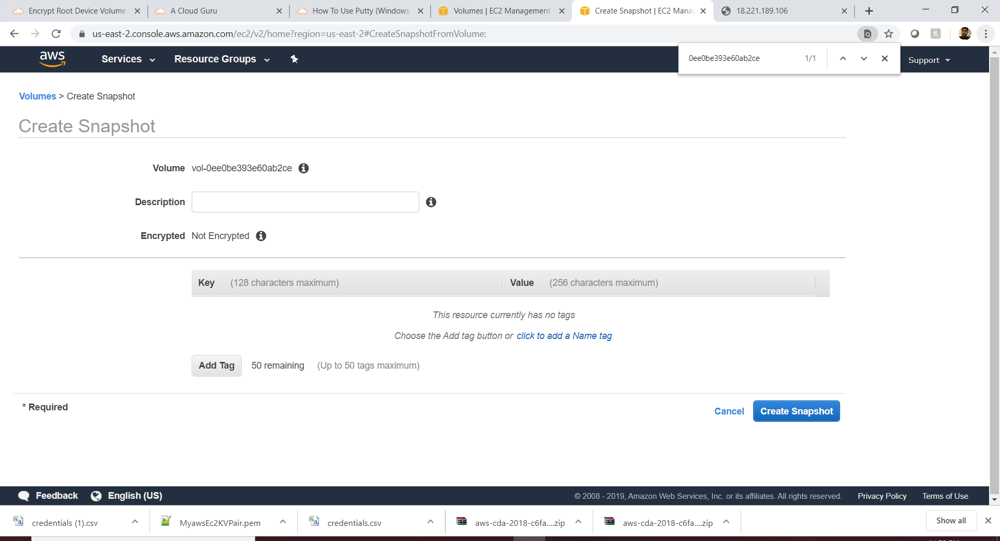 Encrypt Root Device Volume
A Cloud Guru
How To Use Putty (Windows
Volumes | EC2 Management
Create Snapshot | EC2 Mana
18.221.189.106
us-east-2.console.aws.amazon.com/ec2/v2/home?region=us-east-2#CreateSnapshotFromVolume:
0ee0be393e60ab2ce 1/1
aws Services Resource Groups Support
Volumes > Create Snapshot
Create Snapshot
Volume vol-0ee0be393e60ab2ce
Description
Encrypted Not Encrypted
Key (128 characters maximum) Value (256 characters maximum)
This resource currently has no tags
Choose the Add tag button or click to add a Name tag
Add Tag 50 remaining (Up to 50 tags maximum)
* Required
Cancel Create Snapshot
Feedback English (US) © 2008 - 2019, Amazon Web Services, Inc. or its affiliates. All rights reserved. Privacy Policy Terms of Use
credentials (1).csv MyawsEc2KVPair.pem credentials.csv aws-cda-2018-c6fa....zip aws-cda-2018-c6fa....zip Show all